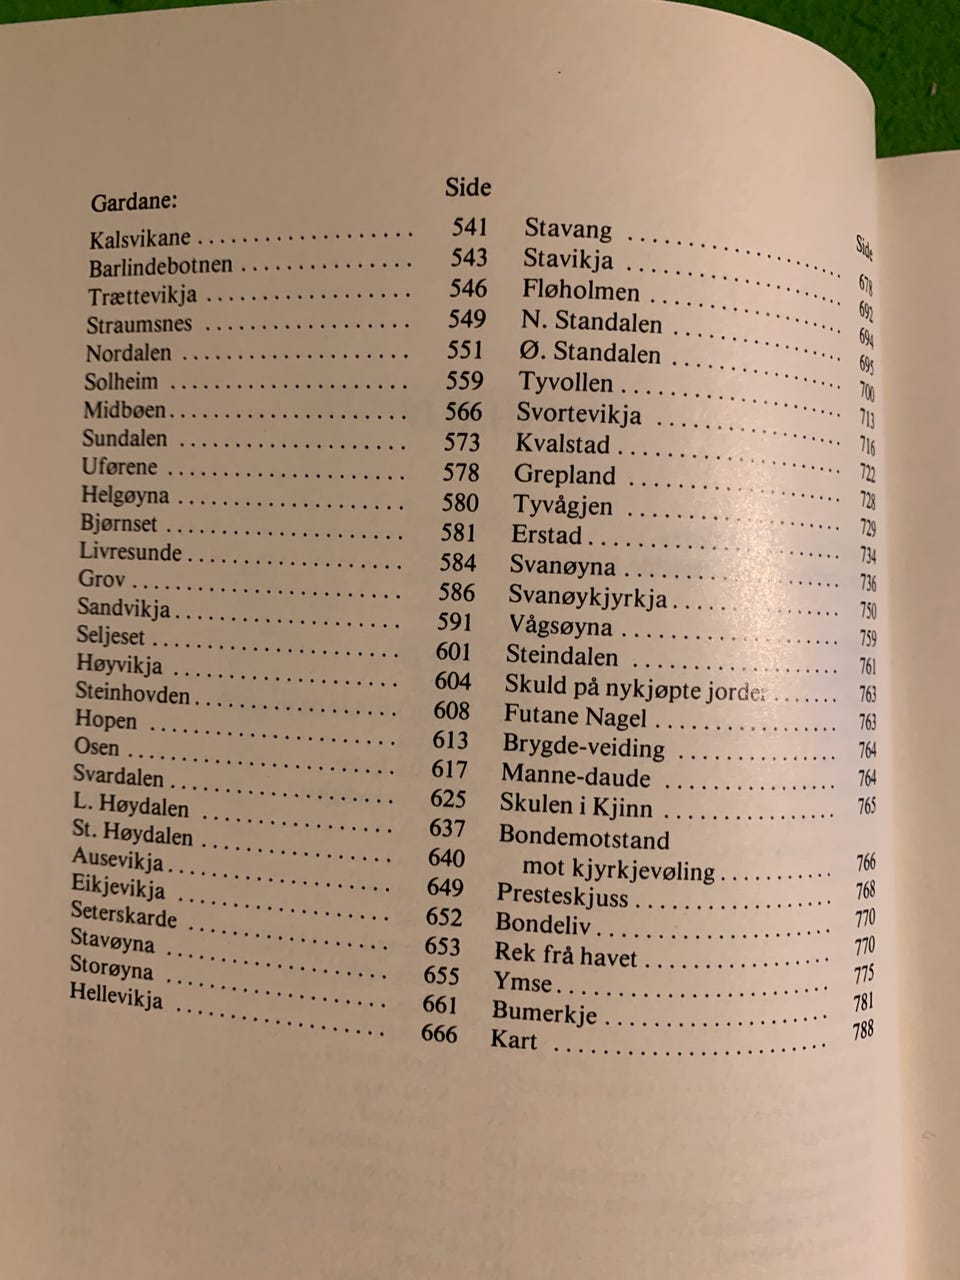 Gardane: Side
Kalsvikane . . . . . . . . . . . . . . . . . . . 541
Barlindebotnen . . . . . . . . . . . . . . . 543
Trættevikja . . . . . . . . . . . . . . . . . . 546
Straumsnes . . . . . . . . . . . . . . . . . . 549
Nordalen . . . . . . . . . . . . . . . . . . . . 551
Solheim . . . . . . . . . . . . . . . . . . . . . 559
Midbøen . . . . . . . . . . . . . . . . . . . . . 566
Sundalen . . . . . . . . . . . . . . . . . . . . 573
Uførene . . . . . . . . . . . . . . . . . . . . . 578
Helgøyna . . . . . . . . . . . . . . . . . . . . 580
Bjørnset . . . . . . . . . . . . . . . . . . . . . 581
Livresunde . . . . . . . . . . . . . . . . . . . 584
Grov . . . . . . . . . . . . . . . . . . . . . . . . 586
Sandvikja . . . . . . . . . . . . . . . . . . . . 591
Seljeset . . . . . . . . . . . . . . . . . . . . . . 601
Høyvikja . . . . . . . . . . . . . . . . . . . . 604
Steinhovden . . . . . . . . . . . . . . . . . . 608
Hopen . . . . . . . . . . . . . . . . . . . . . . 613
Osen . . . . . . . . . . . . . . . . . . . . . . . . 617
Svardalen . . . . . . . . . . . . . . . . . . . . 625
L. Høydalen . . . . . . . . . . . . . . . . . 637
St. Høydalen . . . . . . . . . . . . . . . . . 640
Ausevikja . . . . . . . . . . . . . . . . . . . . 649
Eikjevikja . . . . . . . . . . . . . . . . . . . 652
Seterskarde . . . . . . . . . . . . . . . . . . 653
Stavøyna . . . . . . . . . . . . . . . . . . . . 655
Storøyna . . . . . . . . . . . . . . . . . . . . 661
Hellevikja . . . . . . . . . . . . . . . . . . . 666
Side
Stavang . . . . . . . . . . . . . . . . . . 678
Stavikja . . . . . . . . . . . . . . . . . . 692
Fløholmen . . . . . . . . . . . . . . . . 694
N. Standalen . . . . . . . . . . . . . . 695
Ø. Standalen . . . . . . . . . . . . . . 700
Tyvollen . . . . . . . . . . . . . . . . . . 713
Svortevikja . . . . . . . . . . . . . . . 716
Kvalstad . . . . . . . . . . . . . . . . . . 722
Grepland . . . . . . . . . . . . . . . . . 728
Tyvågjen . . . . . . . . . . . . . . . . . 729
Erstad . . . . . . . . . . . . . . . . . . . . 734
Svanøyna . . . . . . . . . . . . . . . . . 736
Svanøykjyrkja . . . . . . . . . . . . . 750
Vågsøyna . . . . . . . . . . . . . . . . . 759
Steindalen . . . . . . . . . . . . . . . . 761
Skuld på nykjøpte jorder . . . . . . 763
Futane Nagel . . . . . . . . . . . . . . 763
Brygde-veiding . . . . . . . . . . . . 764
Manne-daude . . . . . . . . . . . . . 764
Skulen i Kjinn . . . . . . . . . . . . . 765
Bondemotstand
mot kjyrkjevøling . . . . . . . . . . 766
Presteskjuss . . . . . . . . . . . . . . . 768
Bondeliv . . . . . . . . . . . . . . . . . . 770
Rek frå havet . . . . . . . . . . . . . . 770
Ymse . . . . . . . . . . . . . . . . . . . . . 775
Bumerkje . . . . . . . . . . . . . . . . . 781
Kart . . . . . . . . . . . . . . . . . . . . . 788